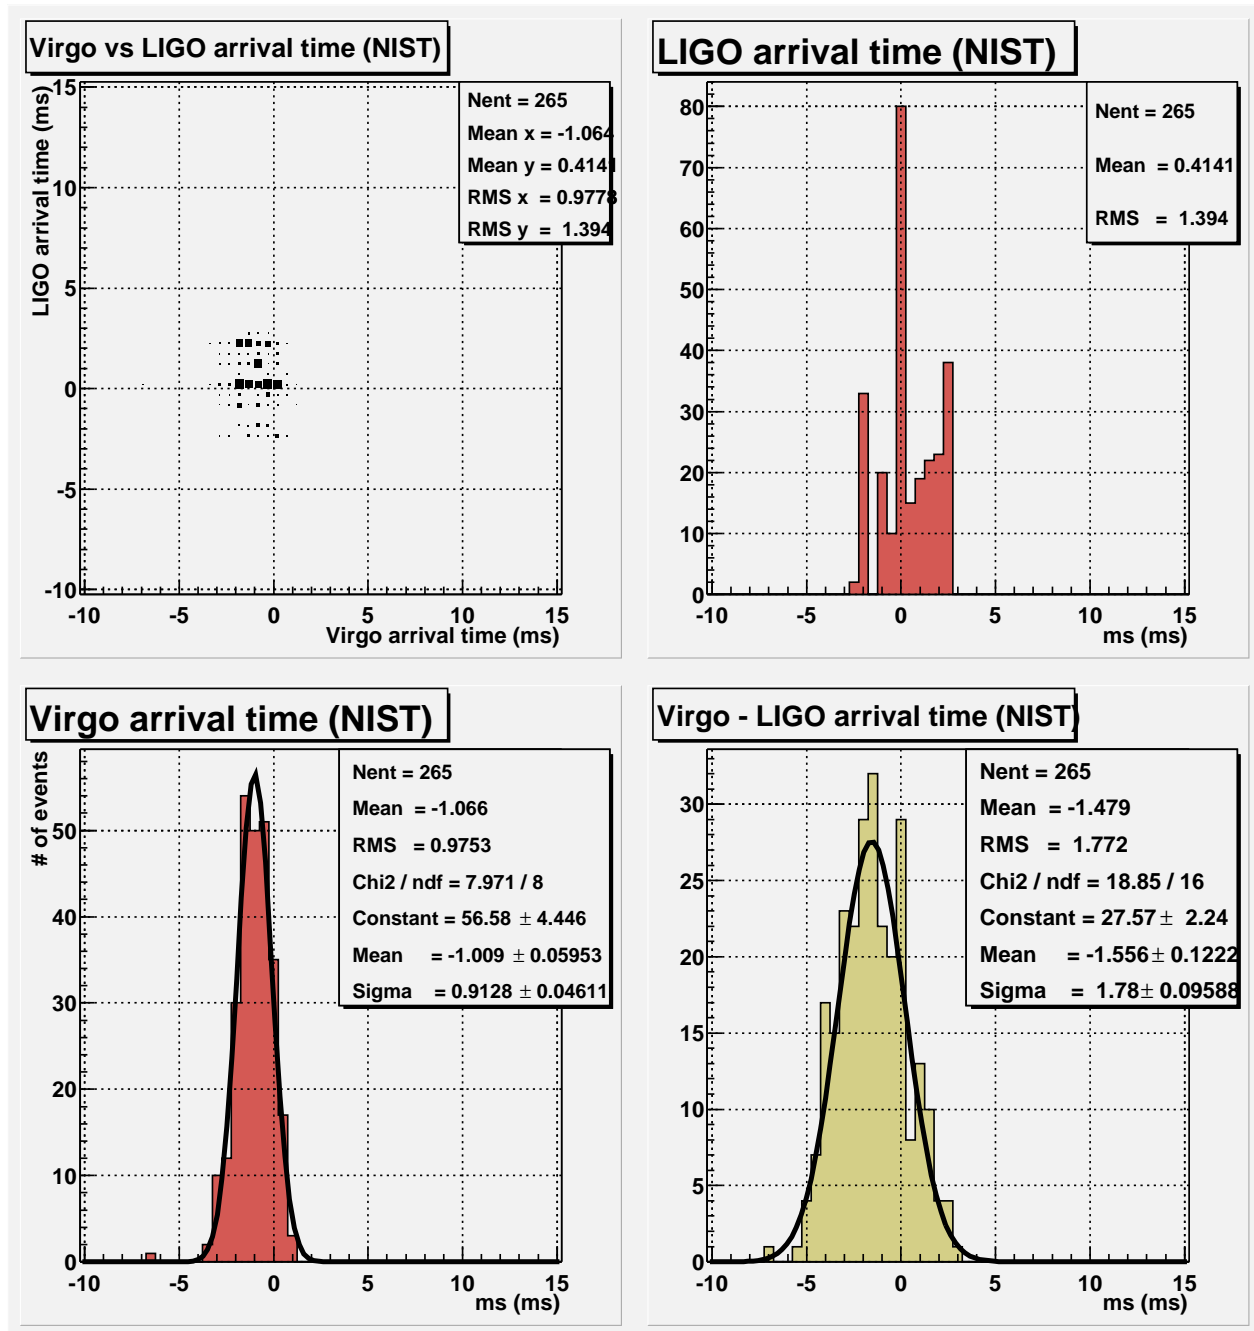 Virgo vs LIGO arrival time (NIST)
LIGO arrival time (ms)
15
10
5
0
-5
-10
-10 -5 0 5 10 15
Virgo arrival time (ms)
Nent = 265
Mean x = -1.064
Mean y = 0.4141
RMS x = 0.9778
RMS y = 1.394
LIGO arrival time (NIST)
80
70
60
50
40
30
20
10
0
-10 -5 0 5 10 15
ms (ms)
Nent = 265
Mean = 0.4141
RMS = 1.394
Virgo arrival time (NIST)
# of events
50
40
30
20
10
0
-10 -5 0 5 10 15
ms (ms)
Nent = 265
Mean = -1.066
RMS = 0.9753
Chi2 / ndf = 7.971 / 8
Constant = 56.58 ± 4.446
Mean = -1.009 ± 0.05953
Sigma = 0.9128 ± 0.04611
Virgo - LIGO arrival time (NIST)
30
25
20
15
10
5
0
-10 -5 0 5 10 15
ms (ms)
Nent = 265
Mean = -1.479
RMS = 1.772
Chi2 / ndf = 18.85 / 16
Constant = 27.57 ± 2.24
Mean = -1.556 ± 0.1222
Sigma = 1.78 ± 0.09588